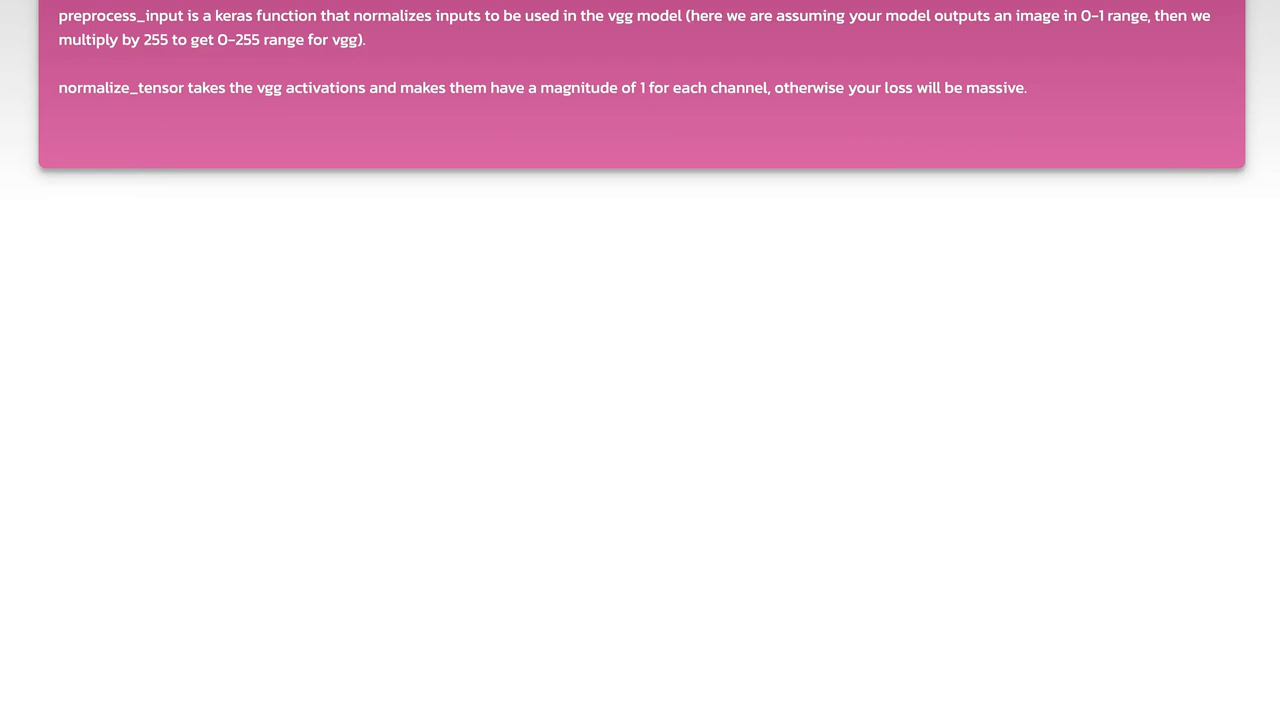 preprocess_input is a keras function that normalizes inputs to be used in the vgg model (here we are assuming your model outputs an image in 0-1 range, then we
multiply by 255 to get 0-255 range for vgg).
normalize_tensor takes the vgg activations and makes them have a magnitude of 1 for each channel, otherwise your loss will be massive.